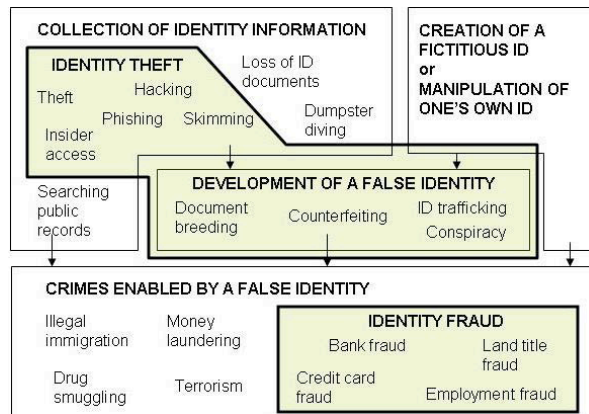 COLLECTION OF IDENTITY INFORMATION
IDENTITY THEFT
Theft
Hacking
Phishing
Skimming
Insider
access
Loss of ID
documents
Dumpster
diving
Searching
public
records
CREATION OF A
FICTITIOUS ID
or
MANIPULATION OF
ONE'S OWN ID
DEVELOPMENT OF A FALSE IDENTITY
Document
breeding
Counterfeiting
ID trafficking
Conspiracy
CRIMES ENABLED BY A FALSE IDENTITY
Illegal
immigration
Money
laundering
Drug
smuggling
Terrorism
IDENTITY FRAUD
Bank fraud
Land title
fraud
Credit card
fraud
Employment fraud